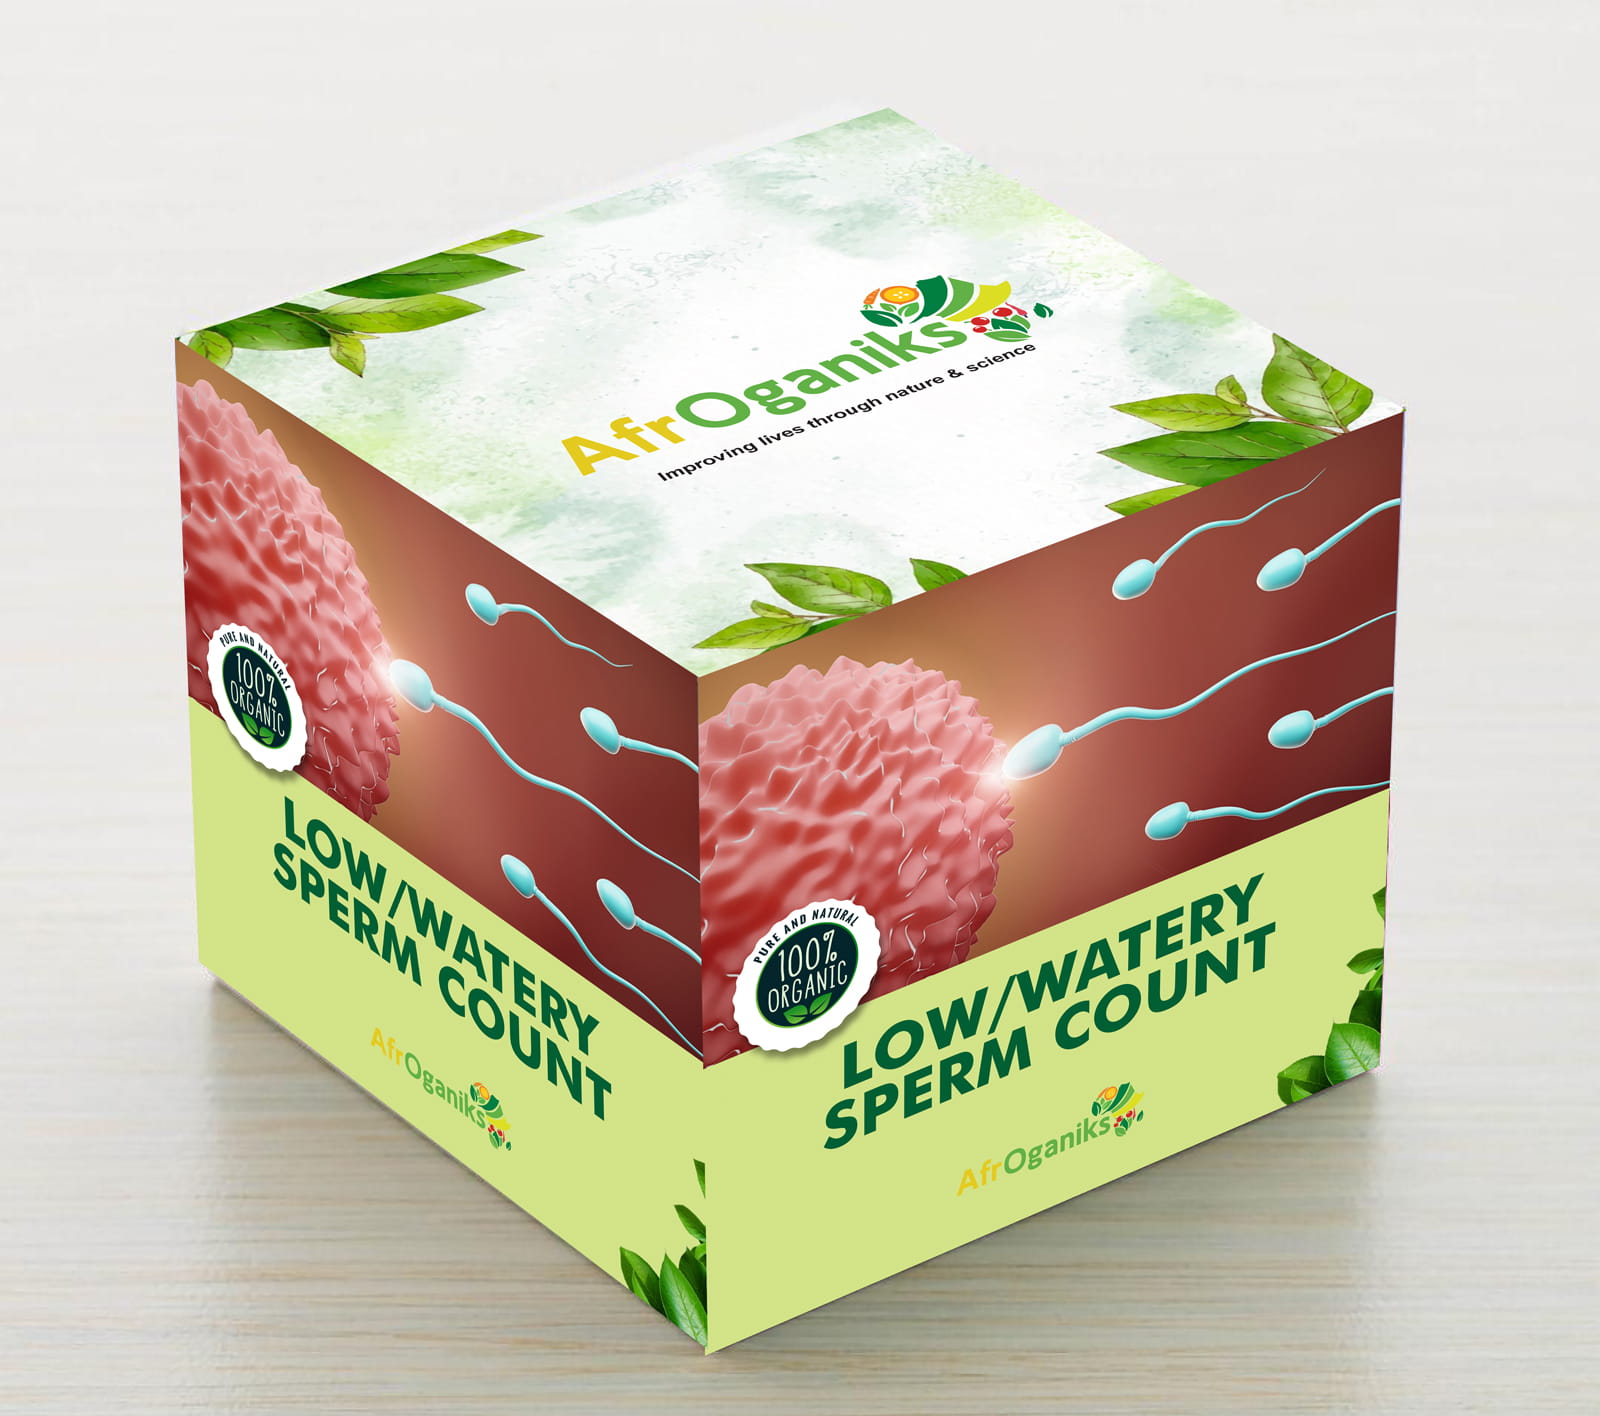 AfrOganiks
Improving lives through nature & science
PURE AND NATURAL
100%
ORGANIC
LOW/WATERY
SPERM COUNT
AfrOganiks
PURE AND NATURAL
100%
ORGANIC
LOW/WATERY
SPERM COUNT
AfrOganiks